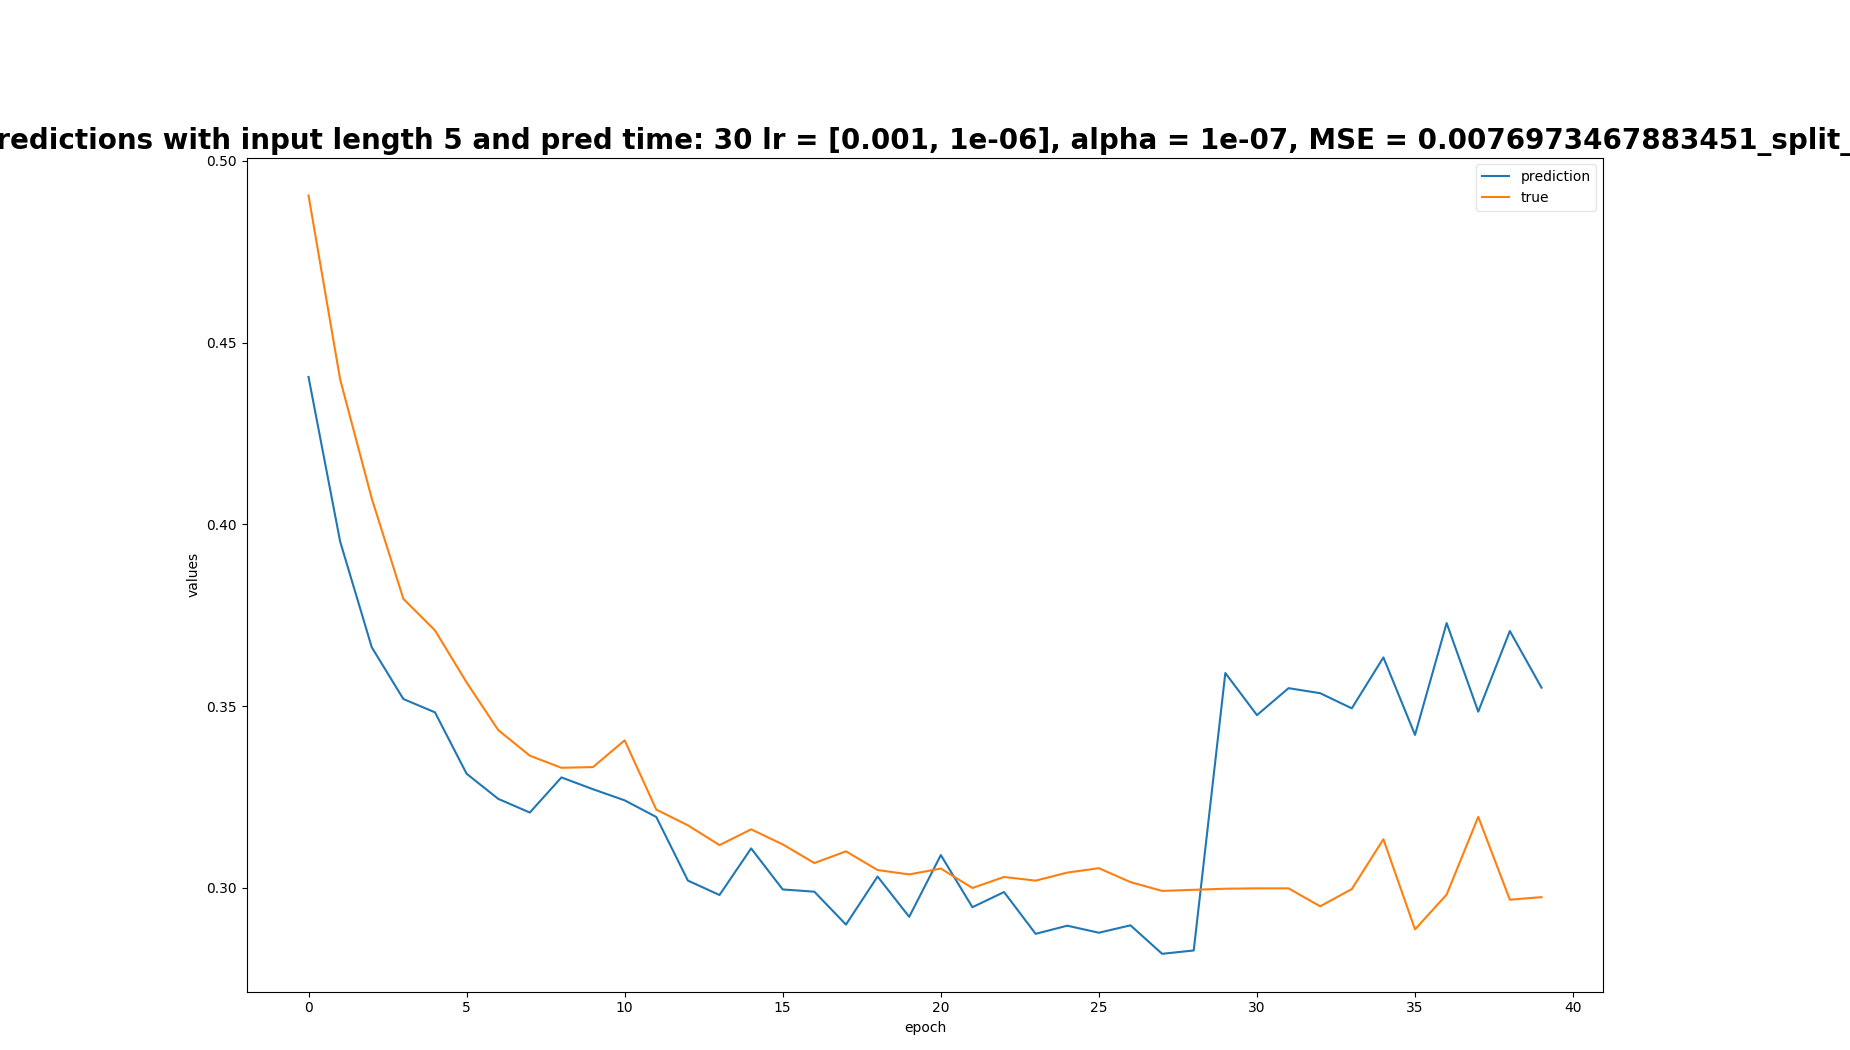 redictions with input length 5 and pred time: 30 lr = [0.001, 1e-06], alpha = 1e-07, MSE = 0.0076973467883451_split_
prediction
true
0.50
0.45
0.40
0.35
0.30
values
0 5 10 15 20 25 30 35 40
epoch